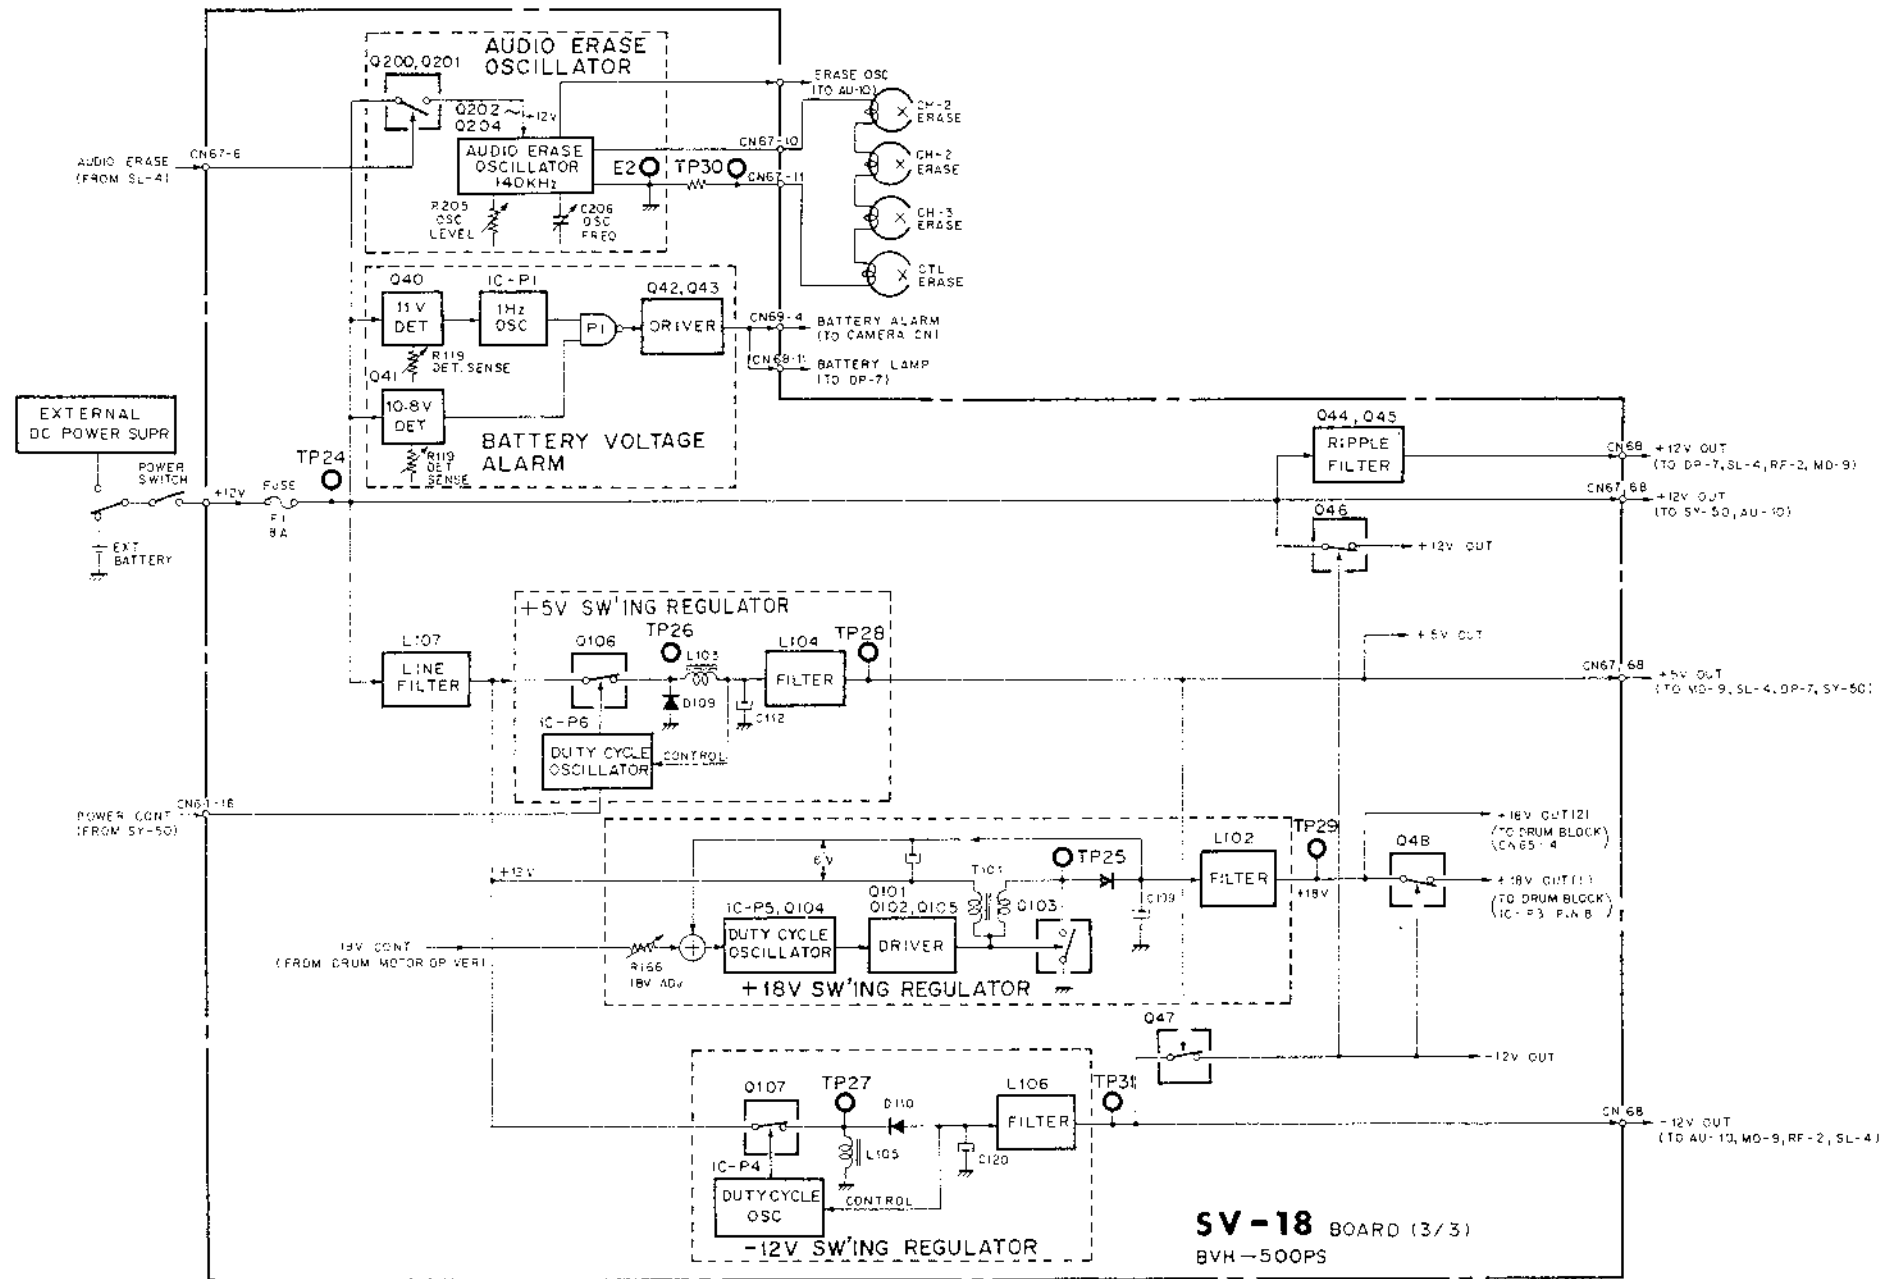 AUDIO ERASE
OSCILLATOR
Q200,Q201
Q202 ~
Q204
+12V
AUDIO ERASE
OSCILLATOR
140KHz
R205
OSC
LEVEL
C206
OSC
FREQ
E2
TP30
AUDIO ERASE
(FROM SL-4)
CN67-6
ERASE OSC
(TO AU-10)
CN67-10
CN67-11
CH-2
ERASE
CH-2
ERASE
CH-3
ERASE
CTL
ERASE
Q40
11V
DET
IC-P1
1Hz
OSC
P1
Q42,Q43
DRIVER
R119
DET. SENSE
Q41
10.8V
DET
R119
DET
SENSE
BATTERY VOLTAGE
ALARM
CN69-4
BATTERY ALARM
(TO CAMERA CN)
CN68-11
BATTERY LAMP
(TO DP-7)
EXTERNAL
DC POWER SUPR
POWER
SWITCH
EXT
BATTERY
+12V
FUSE
F1
8A
TP24
Q44, Q45
RIPPLE
FILTER
CN68
+12V OUT
(TO DP-7,SL-4,RF-2,MD-9)
CN67,68
+12V OUT
(TO SY-50,AU-10)
Q46
+12V OUT
+5V SW'ING REGULATOR
L107
LINE
FILTER
Q106
TP26
L103
L104
FILTER
TP28
D109
C112
IC-P6
DUTY CYCLE
OSCILLATOR
CONTROL
+5V OUT
CN67,68
+5V OUT
(TO MD-9,SL-4,DP-7,SY-50)
POWER CONT
(FROM SY-50)
+12V
6V
T101
TP25
L102
FILTER
TP29
+18V
C109
IC-P5,Q104
DUTY CYCLE
OSCILLATOR
Q101
Q102,Q105
DRIVER
Q103
18V CONT
R166
18V ADJ
+18V SW'ING REGULATOR
+18V OUT(2)
(TO DRUM BLOCK)
CN65-4
Q48
+18V OUT(1)
(TO DRUM BLOCK)
IC-P3 PIN 8
Q47
-12V OUT
Q107
TP27
D110
L105
C120
L106
FILTER
TP31
IC-P4
DUTY CYCLE
OSC
CONTROL
-12V SW'ING REGULATOR
CN68
-12V OUT
(TO AU-10,MD-9,RF-2,SL-4)
SV-18 BOARD (3/3)
BVH-500PS